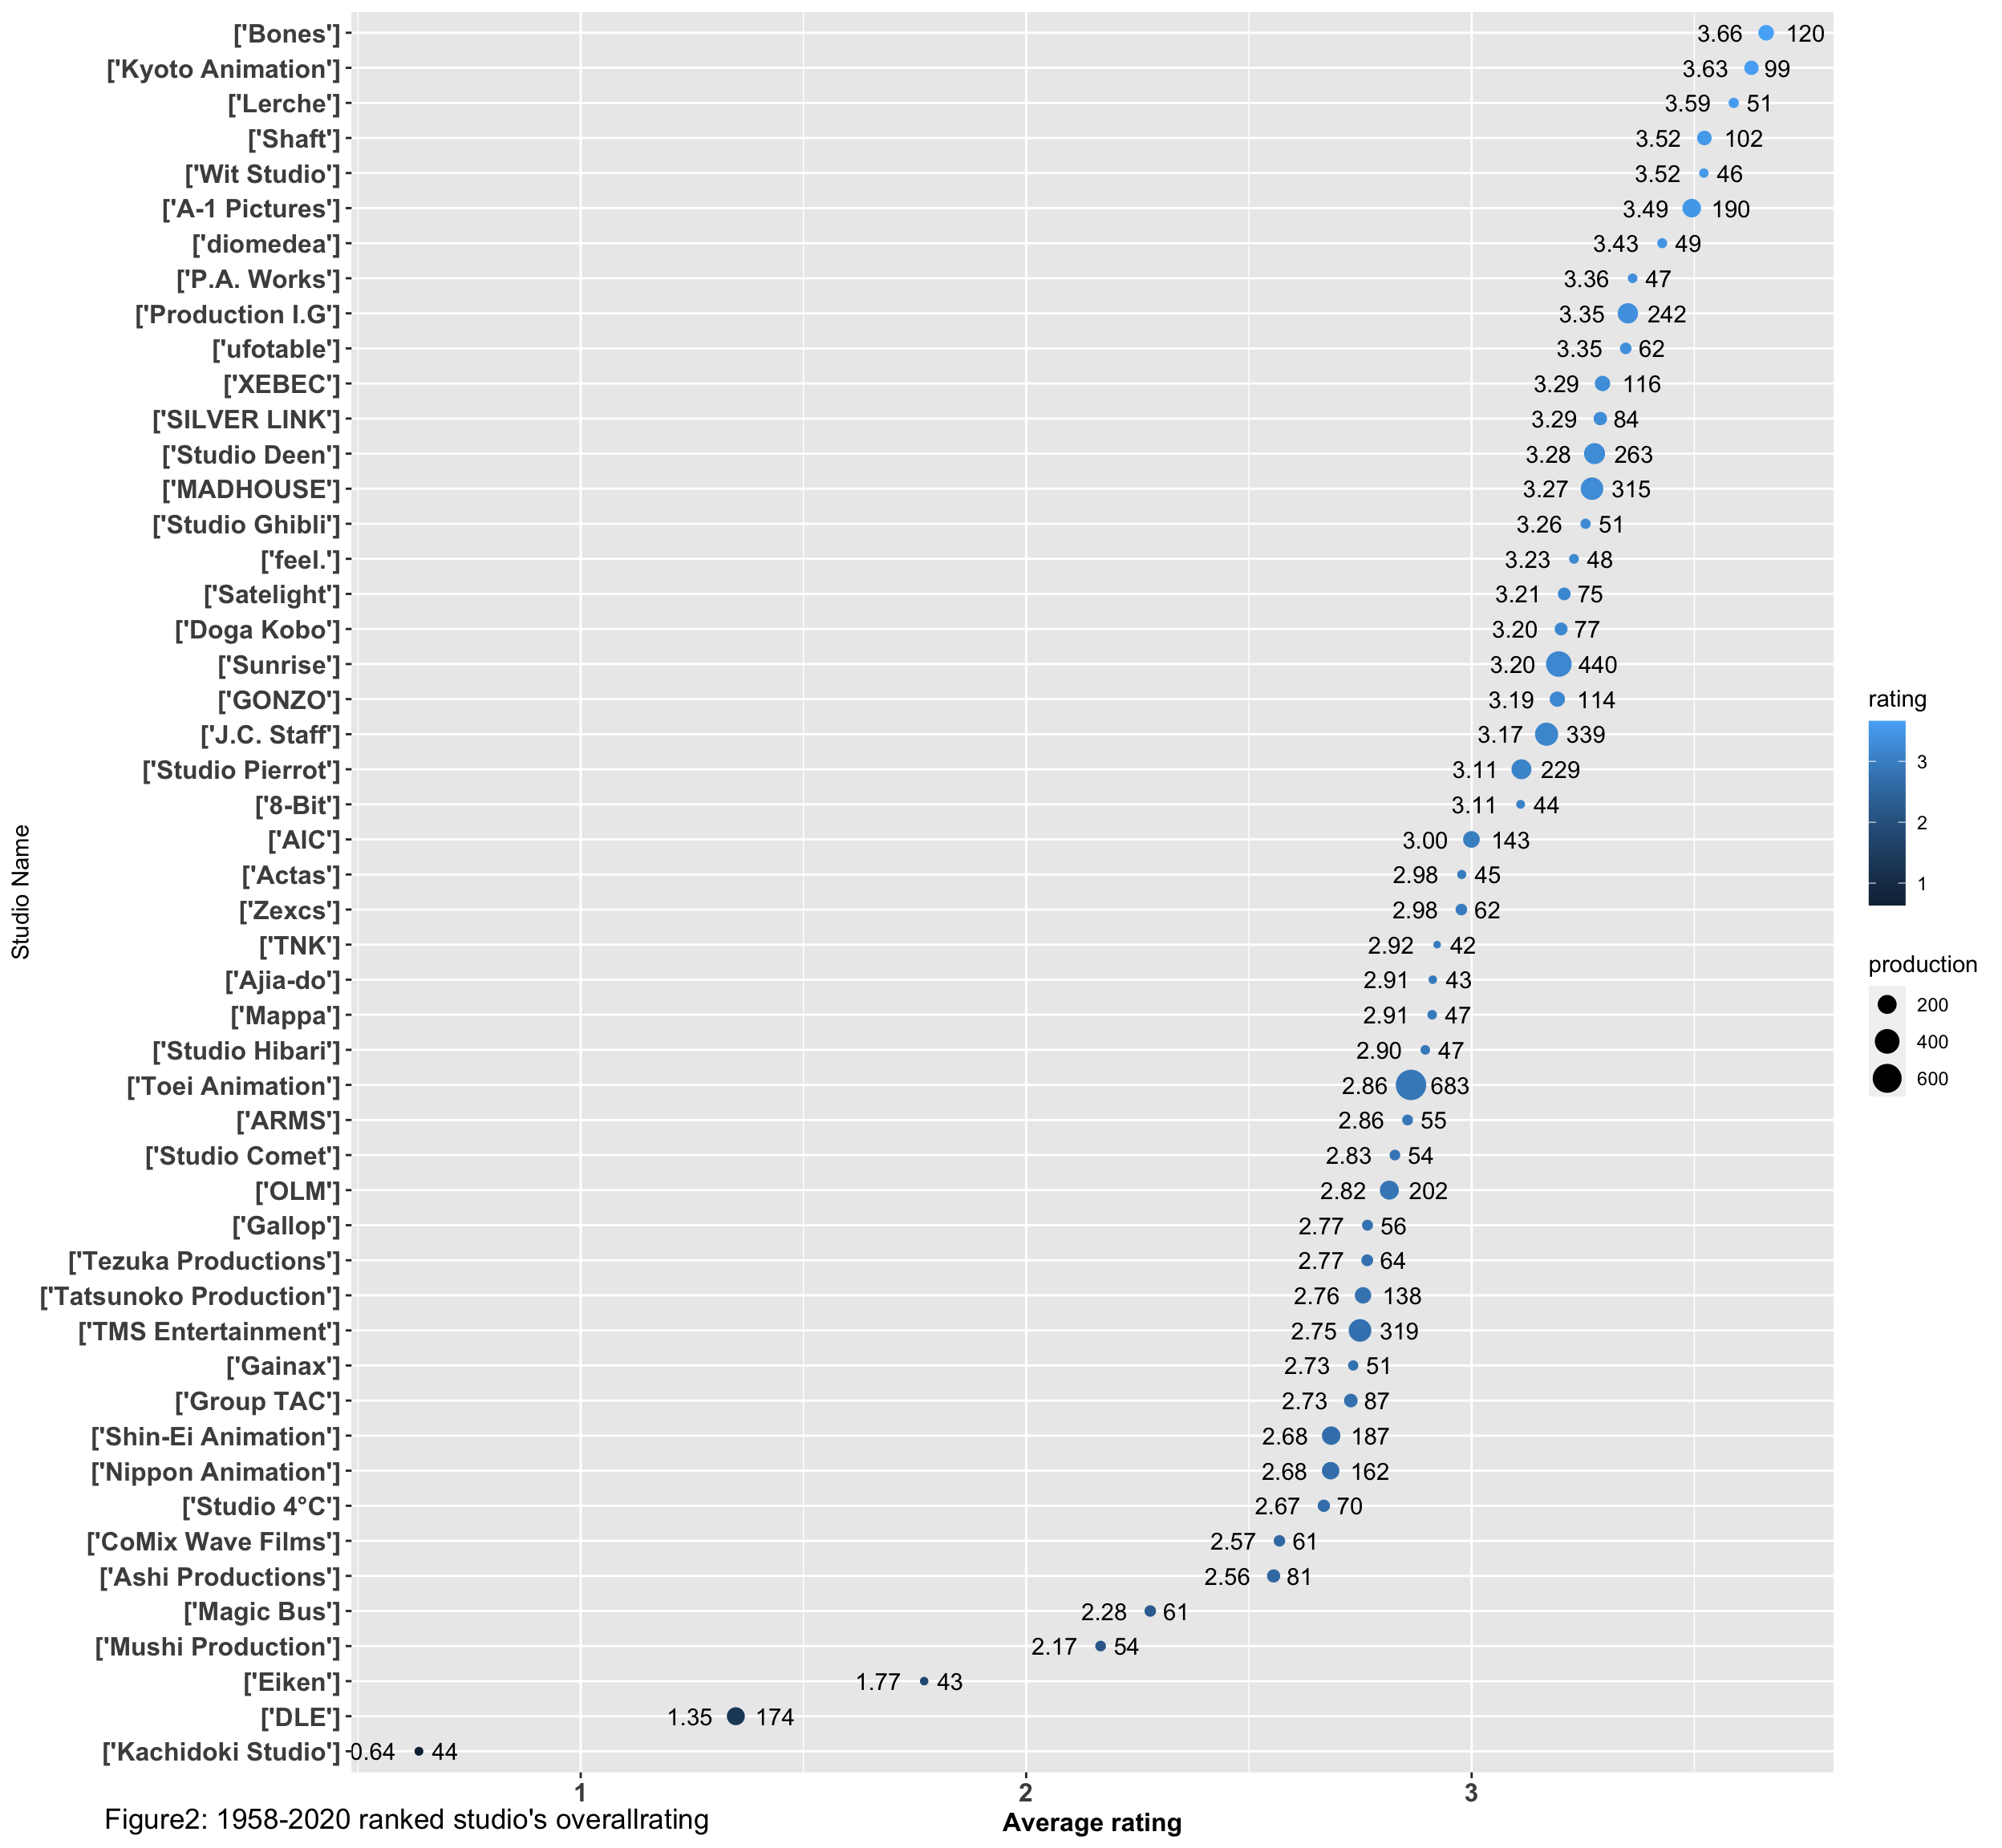 ['Bones'] 3.66 120
['Kyoto Animation'] 3.63 99
['Lerche'] 3.59 51
['Shaft'] 3.52 102
['Wit Studio'] 3.52 46
['A-1 Pictures'] 3.49 190
['diomedea'] 3.43 49
['P.A. Works'] 3.36 47
['Production I.G'] 3.35 242
['ufotable'] 3.35 62
['XEBEC'] 3.29 116
['SILVER LINK'] 3.29 84
['Studio Deen'] 3.28 263
['MADHOUSE'] 3.27 315
['Studio Ghibli'] 3.26 51
['feel.'] 3.23 48
['Satelight'] 3.21 75
['Doga Kobo'] 3.20 77
['Sunrise'] 3.20 440
['GONZO'] 3.19 114
['J.C. Staff'] 3.17 339
['Studio Pierrot'] 3.11 229
['8-Bit'] 3.11 44
['AIC'] 3.00 143
['Actas'] 2.98 45
['Zexcs'] 2.98 62
['TNK'] 2.92 42
['Ajia-do'] 2.91 43
['Mappa'] 2.91 47
['Studio Hibari'] 2.90 47
['Toei Animation'] 2.86 683
['ARMS'] 2.86 55
['Studio Comet'] 2.83 54
['OLM'] 2.82 202
['Gallop'] 2.77 56
['Tezuka Productions'] 2.77 64
['Tatsunoko Production'] 2.76 138
['TMS Entertainment'] 2.75 319
['Gainax'] 2.73 51
['Group TAC'] 2.73 87
['Shin-Ei Animation'] 2.68 187
['Nippon Animation'] 2.68 162
['Studio 4°C'] 2.67 70
['CoMix Wave Films'] 2.57 61
['Ashi Productions'] 2.56 81
['Magic Bus'] 2.28 61
['Mushi Production'] 2.17 54
['Eiken'] 1.77 43
['DLE'] 1.35 174
['Kachidoki Studio'] 0.64 44
Studio Name
1 2 3
Average rating
Figure2: 1958-2020 ranked studio's overallrating
rating
3
2
1
production
200
400
600